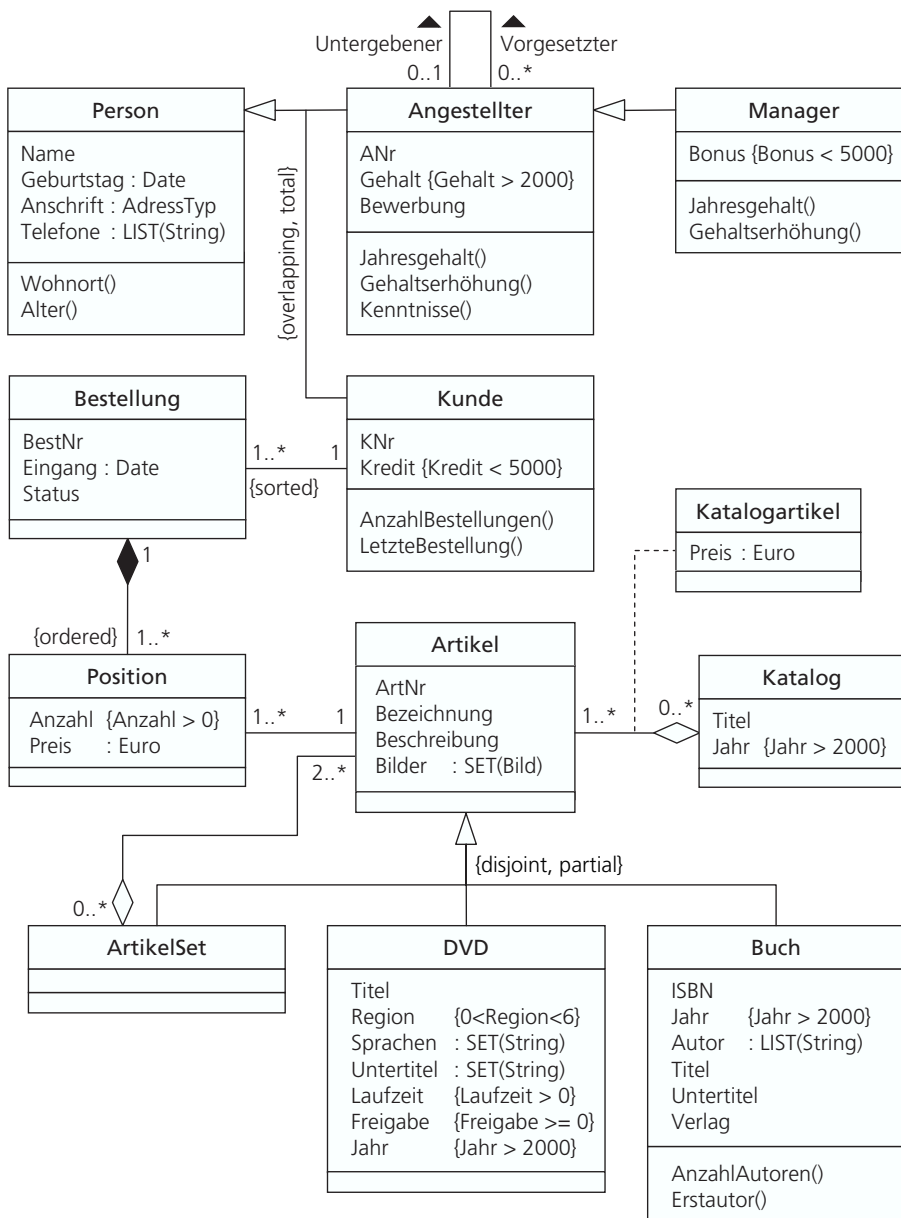 Untergebener
Vorgesetzter
0..1
0..*
Person
Name
Geburtstag : Date
Anschrift : AdressTyp
Telefone : LIST(String)
Wohnort()
Alter()
{overlapping, total}
Angestellter
ANr
Gehalt {Gehalt > 2000}
Bewerbung
Jahresgehalt()
Gehaltserhöhung()
Kenntnisse()
Manager
Bonus {Bonus < 5000}
Jahresgehalt()
Gehaltserhöhung()
Bestellung
BestNr
Eingang : Date
Status
1..*
1
{sorted}
Kunde
KNr
Kredit {Kredit < 5000}
AnzahlBestellungen()
LetzteBestellung()
Katalogartikel
Preis : Euro
1
{ordered}
1..*
Position
Anzahl {Anzahl > 0}
Preis : Euro
1..*
1
2..*
Artikel
ArtNr
Bezeichnung
Beschreibung
Bilder : SET(Bild)
1..*
0..*
Katalog
Titel
Jahr {Jahr > 2000}
{disjoint, partial}
0..*
ArtikelSet
DVD
Titel
Region {0<Region<6}
Sprachen : SET(String)
Untertitel : SET(String)
Laufzeit {Laufzeit > 0}
Freigabe {Freigabe >= 0}
Jahr {Jahr > 2000}
Buch
ISBN
Jahr {Jahr > 2000}
Autor : LIST(String)
Titel
Untertitel
Verlag
AnzahlAutoren()
Erstautor()